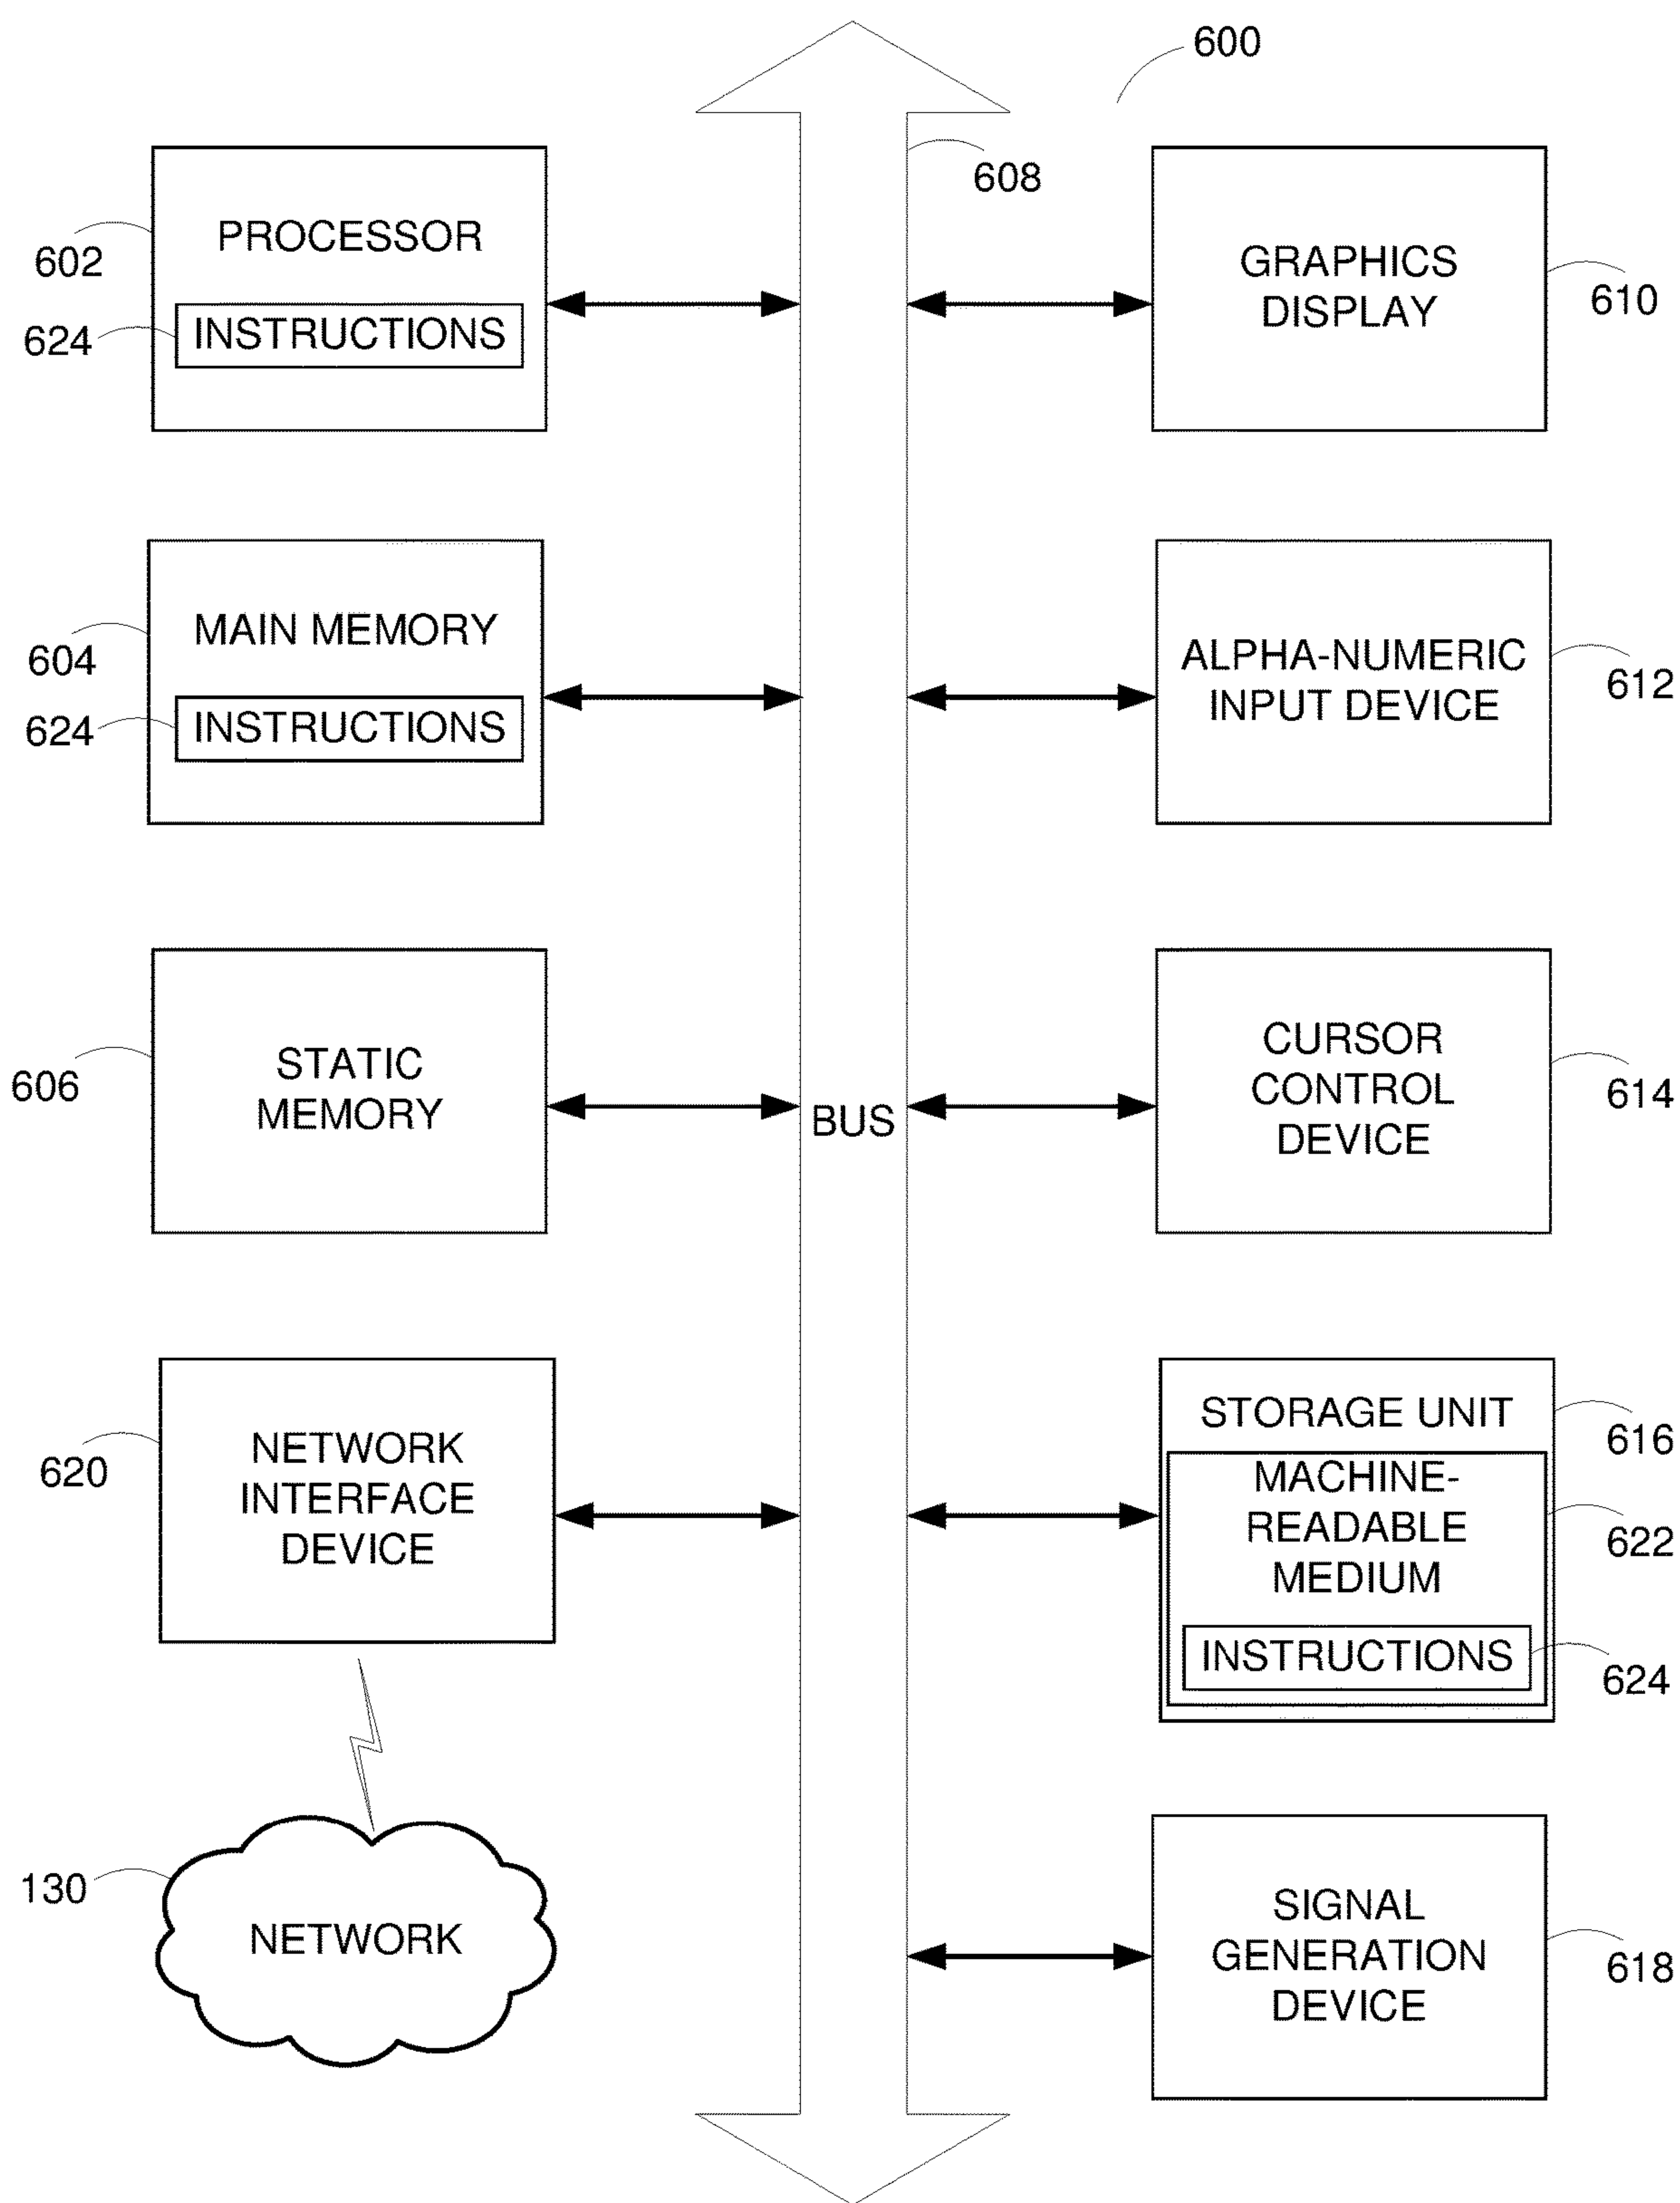 600
608
PROCESSOR
602
INSTRUCTIONS
624
GRAPHICS
DISPLAY
610
MAIN MEMORY
604
INSTRUCTIONS
624
ALPHA-NUMERIC
INPUT DEVICE
612
STATIC
MEMORY
606
BUS
CURSOR
CONTROL
DEVICE
614
NETWORK
INTERFACE
DEVICE
620
STORAGE UNIT
616
MACHINE-
READABLE
MEDIUM
622
INSTRUCTIONS
624
130
NETWORK
SIGNAL
GENERATION
DEVICE
618